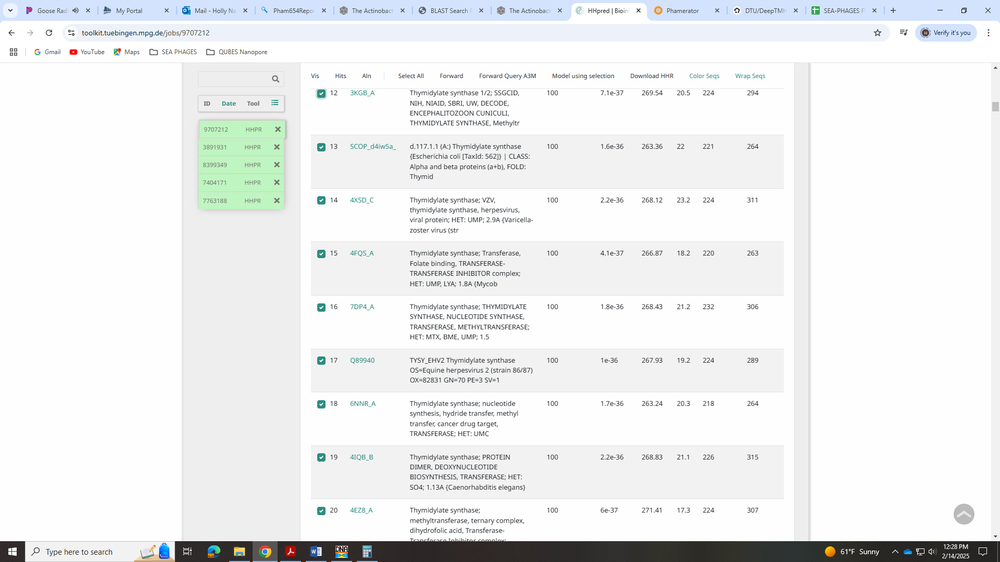 Goose Radi
My Portal
Mail - Holly Na
Pham654Repor
The Actinobact
BLAST Search R
The Actinobact
HHpred | Bioinf
Phamerator
DTU/DeepTMH
SEA-PHAGES F
toolkit.tuebingen.mpg.de/jobs/9707212
Verify it's you
Gmail
YouTube
Maps
SEA PHAGES
QUBES Nanopore
Vis Hits Aln Select All Forward Forward Query A3M Model using selection Download HHR Color Seqs Wrap Seqs
ID Date Tool
9707212 HHPR
3891931 HHPR
8399349 HHPR
7404171 HHPR
7763188 HHPR
12 3KGB_A Thymidylate synthase 1/2; SSGCID, 100 7.1e-37 269.54 20.5 224 294
NIH, NIAID, SBRI, UW, DECODE,
ENCEPHALITOZOON CUNICULI,
THYMIDYLATE SYNTHASE, Methyltr
13 SCOP_d4iw5a_ d.117.1.1 (A:) Thymidylate synthase 100 1.6e-36 263.36 22 221 264
{Escherichia coli [TaxId: 562]} | CLASS:
Alpha and beta proteins (a+b), FOLD:
Thymid
14 4XSD_C Thymidylate synthase; VZV, 100 2.2e-36 268.12 23.2 224 311
thymidylate synthase, herpesvirus,
viral protein; HET: UMP; 2.9A {Varicella-
zoster virus (str
15 4FQS_A Thymidylate synthase; Transferase, 100 4.1e-37 266.87 18.2 220 263
Folate binding, TRANSFERASE-
TRANSFERASE INHIBITOR complex;
HET: UMP, LYA; 1.8A {Mycob
16 7DP4_A Thymidylate synthase; THYMIDYLATE 100 1.8e-36 268.43 21.2 232 306
SYNTHASE, NUCLEOTIDE SYNTHASE,
TRANSFERASE, METHYLTRANSFERASE;
HET: MTX, BME, UMP; 1.5
17 Q89940 TYSY_EHV2 Thymidylate synthase 100 1e-36 267.93 19.2 224 289
OS=Equine herpesvirus 2 (strain 86/87)
OX=82831 GN=70 PE=3 SV=1
18 6NNR_A Thymidylate synthase; nucleotide 100 1.7e-36 263.24 20.3 218 264
synthesis, hydride transfer, methyl
transfer, cancer drug target,
TRANSFERASE; HET: UMC
19 4IQB_B Thymidylate synthase; PROTEIN 100 2.2e-36 268.83 21.1 226 315
DIMER, DEOXYNUCLEOTIDE
BIOSYNTHESIS, TRANSFERASE; HET:
SO4; 1.13A {Caenorhabditis elegans}
20 4EZ8_A Thymidylate synthase; 100 6e-37 271.41 17.3 224 307
methyltransferase, ternary complex,
dihydrofolic acid, Transferase-
Transferase Inhibitor complex;
Type here to search
DNA
61°F Sunny
12:28 PM
2/14/2025